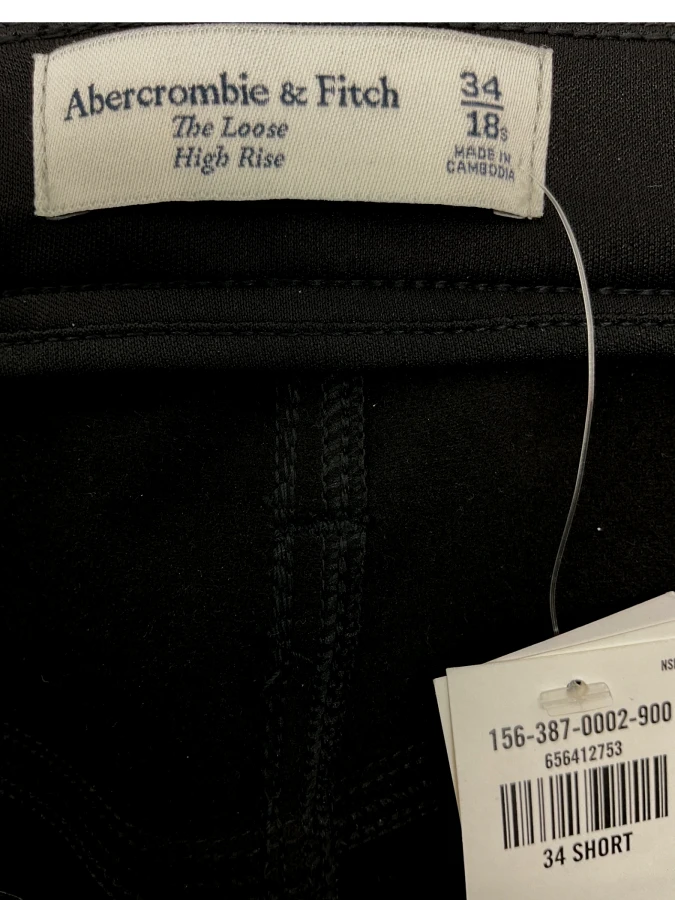 Abercrombie & Fitch
The Loose
High Rise
34
18s
MADE IN
CAMBODIA
156-387-0002-900
656412753
34 SHORT